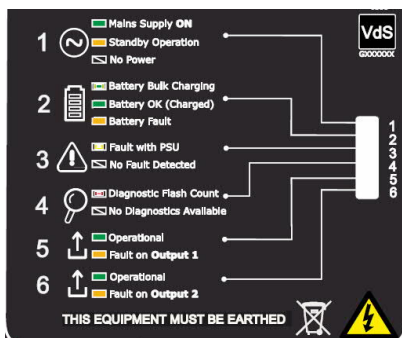 VdS
GXXXXXX
1
Mains Supply ON
Standby Operation
No Power
2
Battery Bulk Charging
Battery OK (Charged)
Battery Fault
3
Fault with PSU
No Fault Detected
4
Diagnostic Flash Count
No Diagnostics Available
5
Operational
Fault on Output 1
6
Operational
Fault on Output 2
1
2
3
4
5
6
THIS EQUIPMENT MUST BE EARTHED